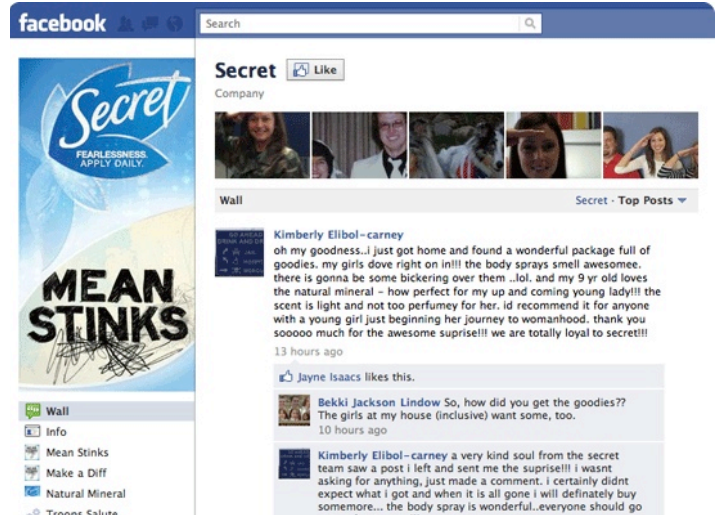 facebook
Search
Secret
FEARLESSNESS.
APPLY DAILY.
MEAN
STINKS
Wall
Info
Mean Stinks
Make a Diff
Natural Mineral
Troops Salute
Secret
Like
Company
Wall
Secret · Top Posts
Kimberly Elibol-carney
oh my goodness..i just got home and found a wonderful package full of
goodies. my girls dove right on in!!! the body sprays smell awesomee.
there is gonna be some bickering over them ..lol. and my 9 yr old loves
the natural mineral - how perfect for my up and coming young lady!!! the
scent is light and not too perfumey for her. id recommend it for anyone
with a young girl just beginning her journey to womanhood. thank you
sooooo much for the awesome suprise!!! we are totally loyal to secret!!!
13 hours ago
Jayne Isaacs likes this.
Bekki Jackson Lindow So, how did you get the goodies??
The girls at my house (inclusive) want some, too.
10 hours ago
Kimberly Elibol-carney a very kind soul from the secret
team saw a post i left and sent me the suprise!!! i wasnt
asking for anything, just made a comment. i certainly didnt
expect what i got and when it is all gone i will definately buy
somemore... the body spray is wonderful..everyone should go